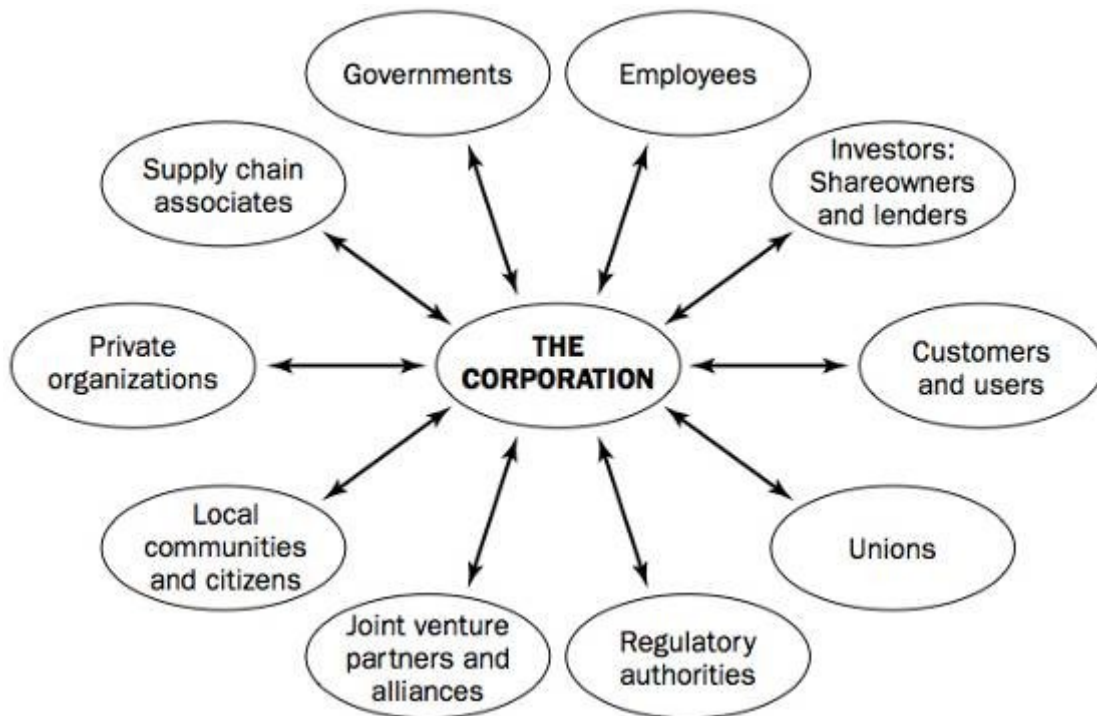 Governments
Employees
Supply chain
associates
Investors:
Shareowners
and lenders
Private
organizations
THE
CORPORATION
Customers
and users
Local
communities
and citizens
Unions
Joint venture
partners and
alliances
Regulatory
authorities